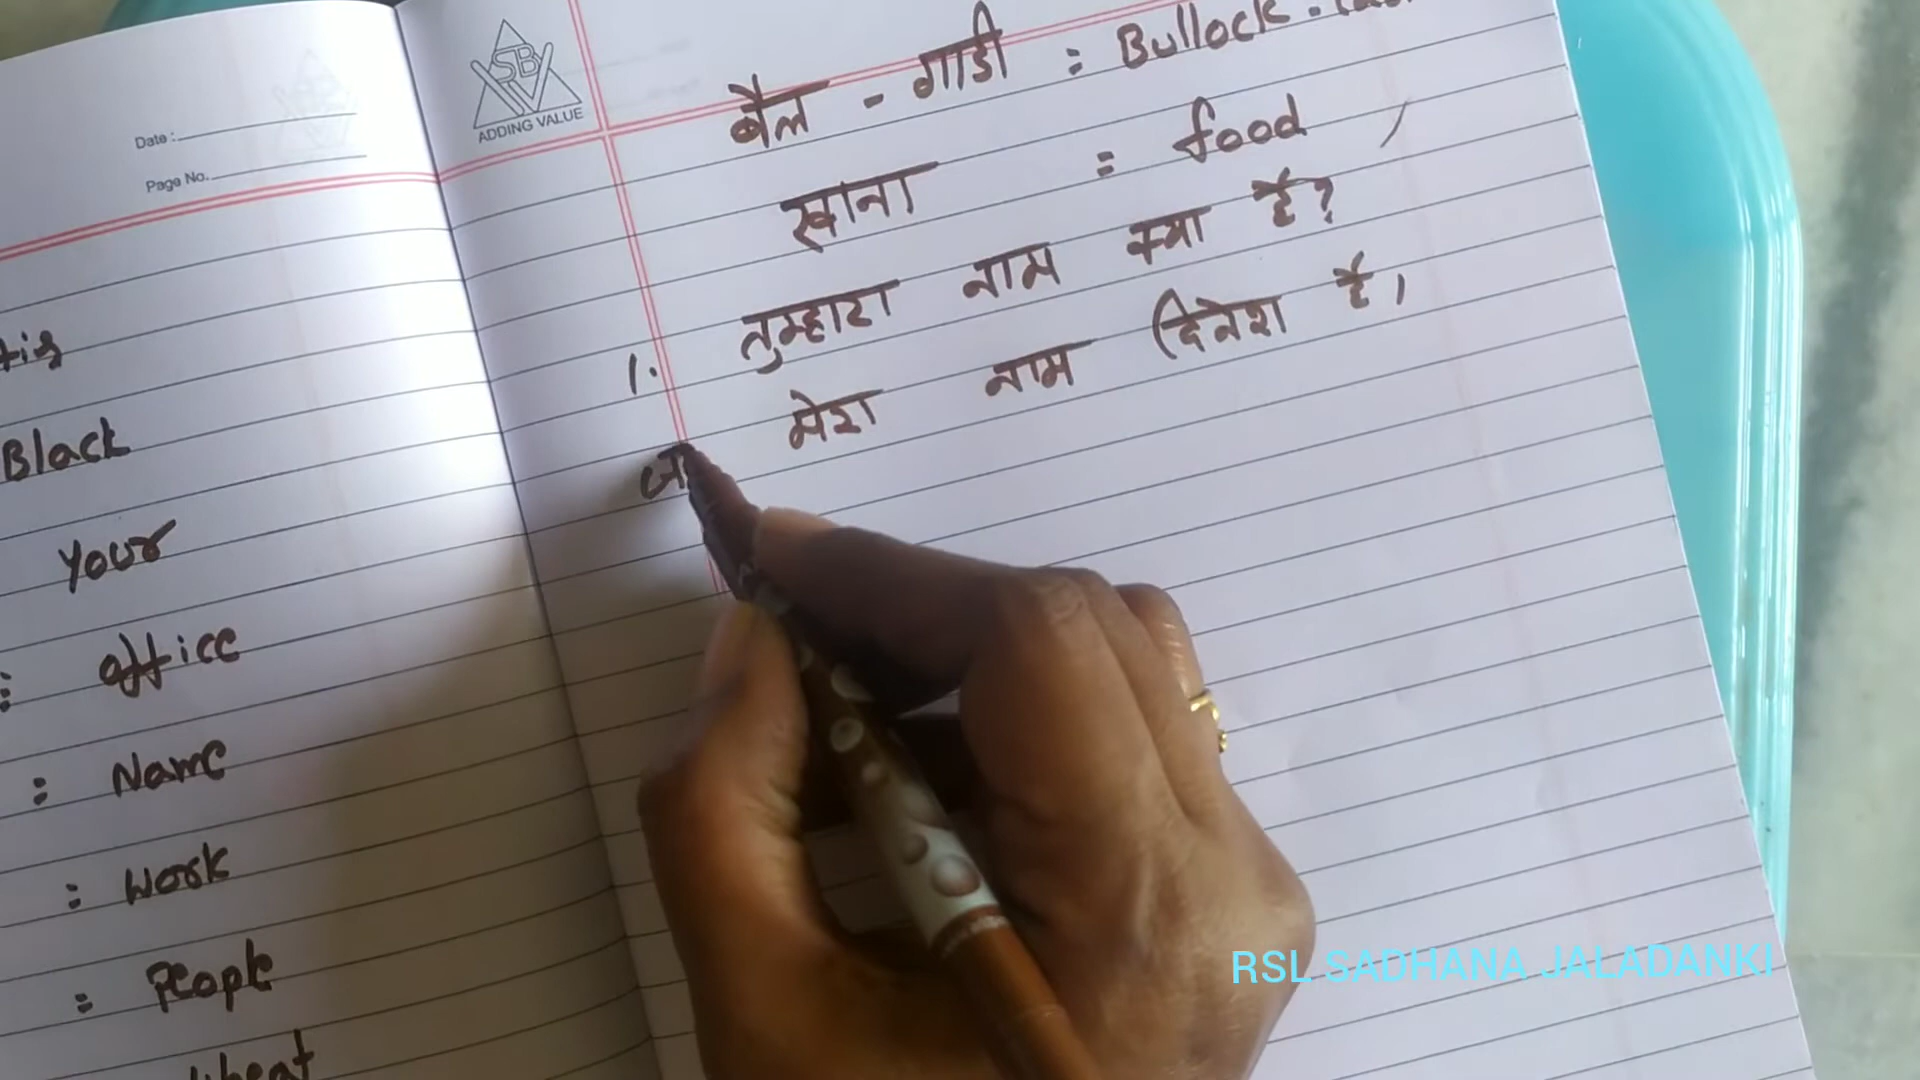 SBV
ADDING VALUE
Date :
Page No.
Black
Your
: office
: Name
: Work
: People
बैल - गाडी : Bullock.
खाना : food
1. तुम्हारा नाम क्या है?
मेरा नाम दिनेश है,
RSL SADHANA JALADANKI